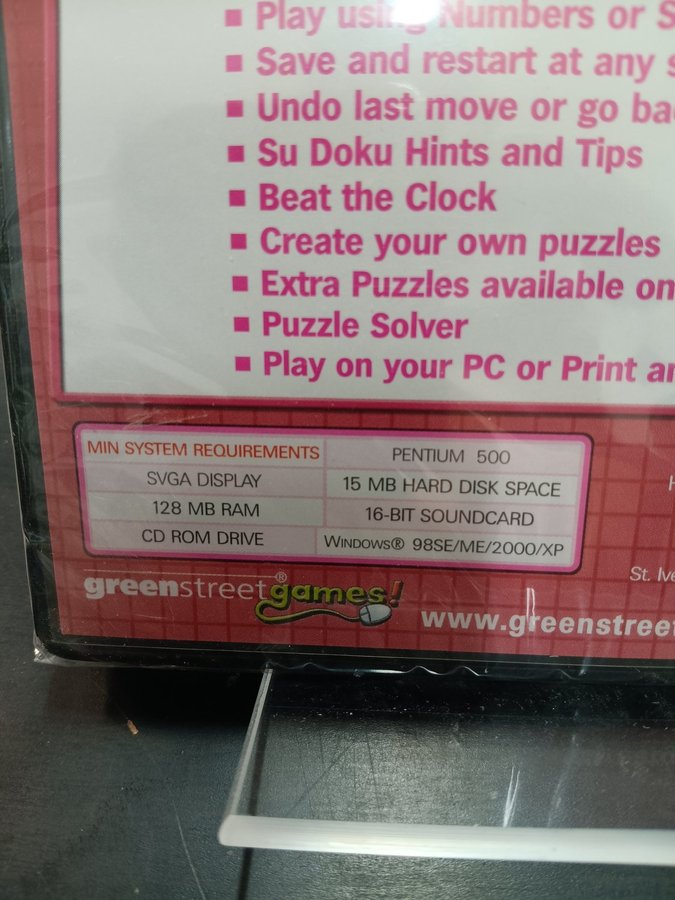 ■ Play using Numbers or S
■ Save and restart at any s
■ Undo last move or go ba
■ Su Doku Hints and Tips
■ Beat the Clock
■ Create your own puzzles
■ Extra Puzzles available on
■ Puzzle Solver
■ Play on your PC or Print an
MIN SYSTEM REQUIREMENTS PENTIUM 500
SVGA DISPLAY 15 MB HARD DISK SPACE
128 MB RAM 16-BIT SOUNDCARD
CD ROM DRIVE WINDOWS® 98SE/ME/2000/XP
H
St. Ive
greenstreet® games!
www.greenstreet